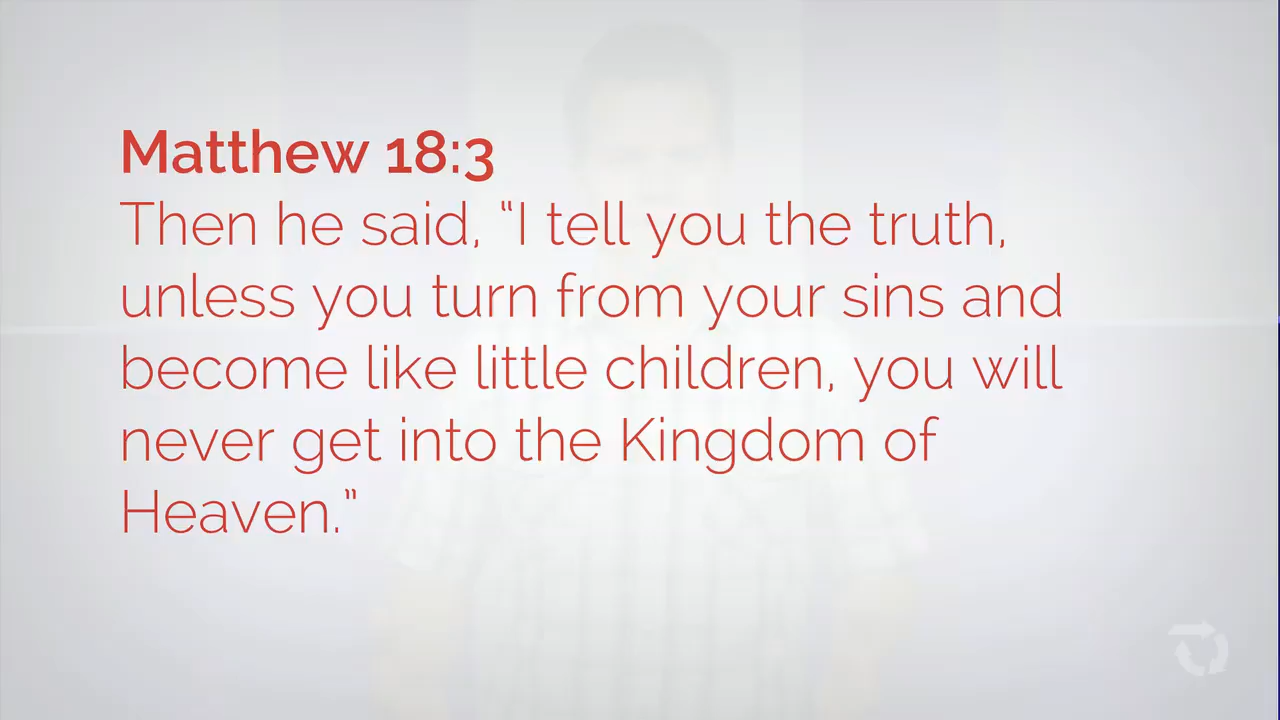 Matthew 18:3
Then he said, “I tell you the truth,
unless you turn from your sins and
become like little children, you will
never get into the Kingdom of
Heaven.”